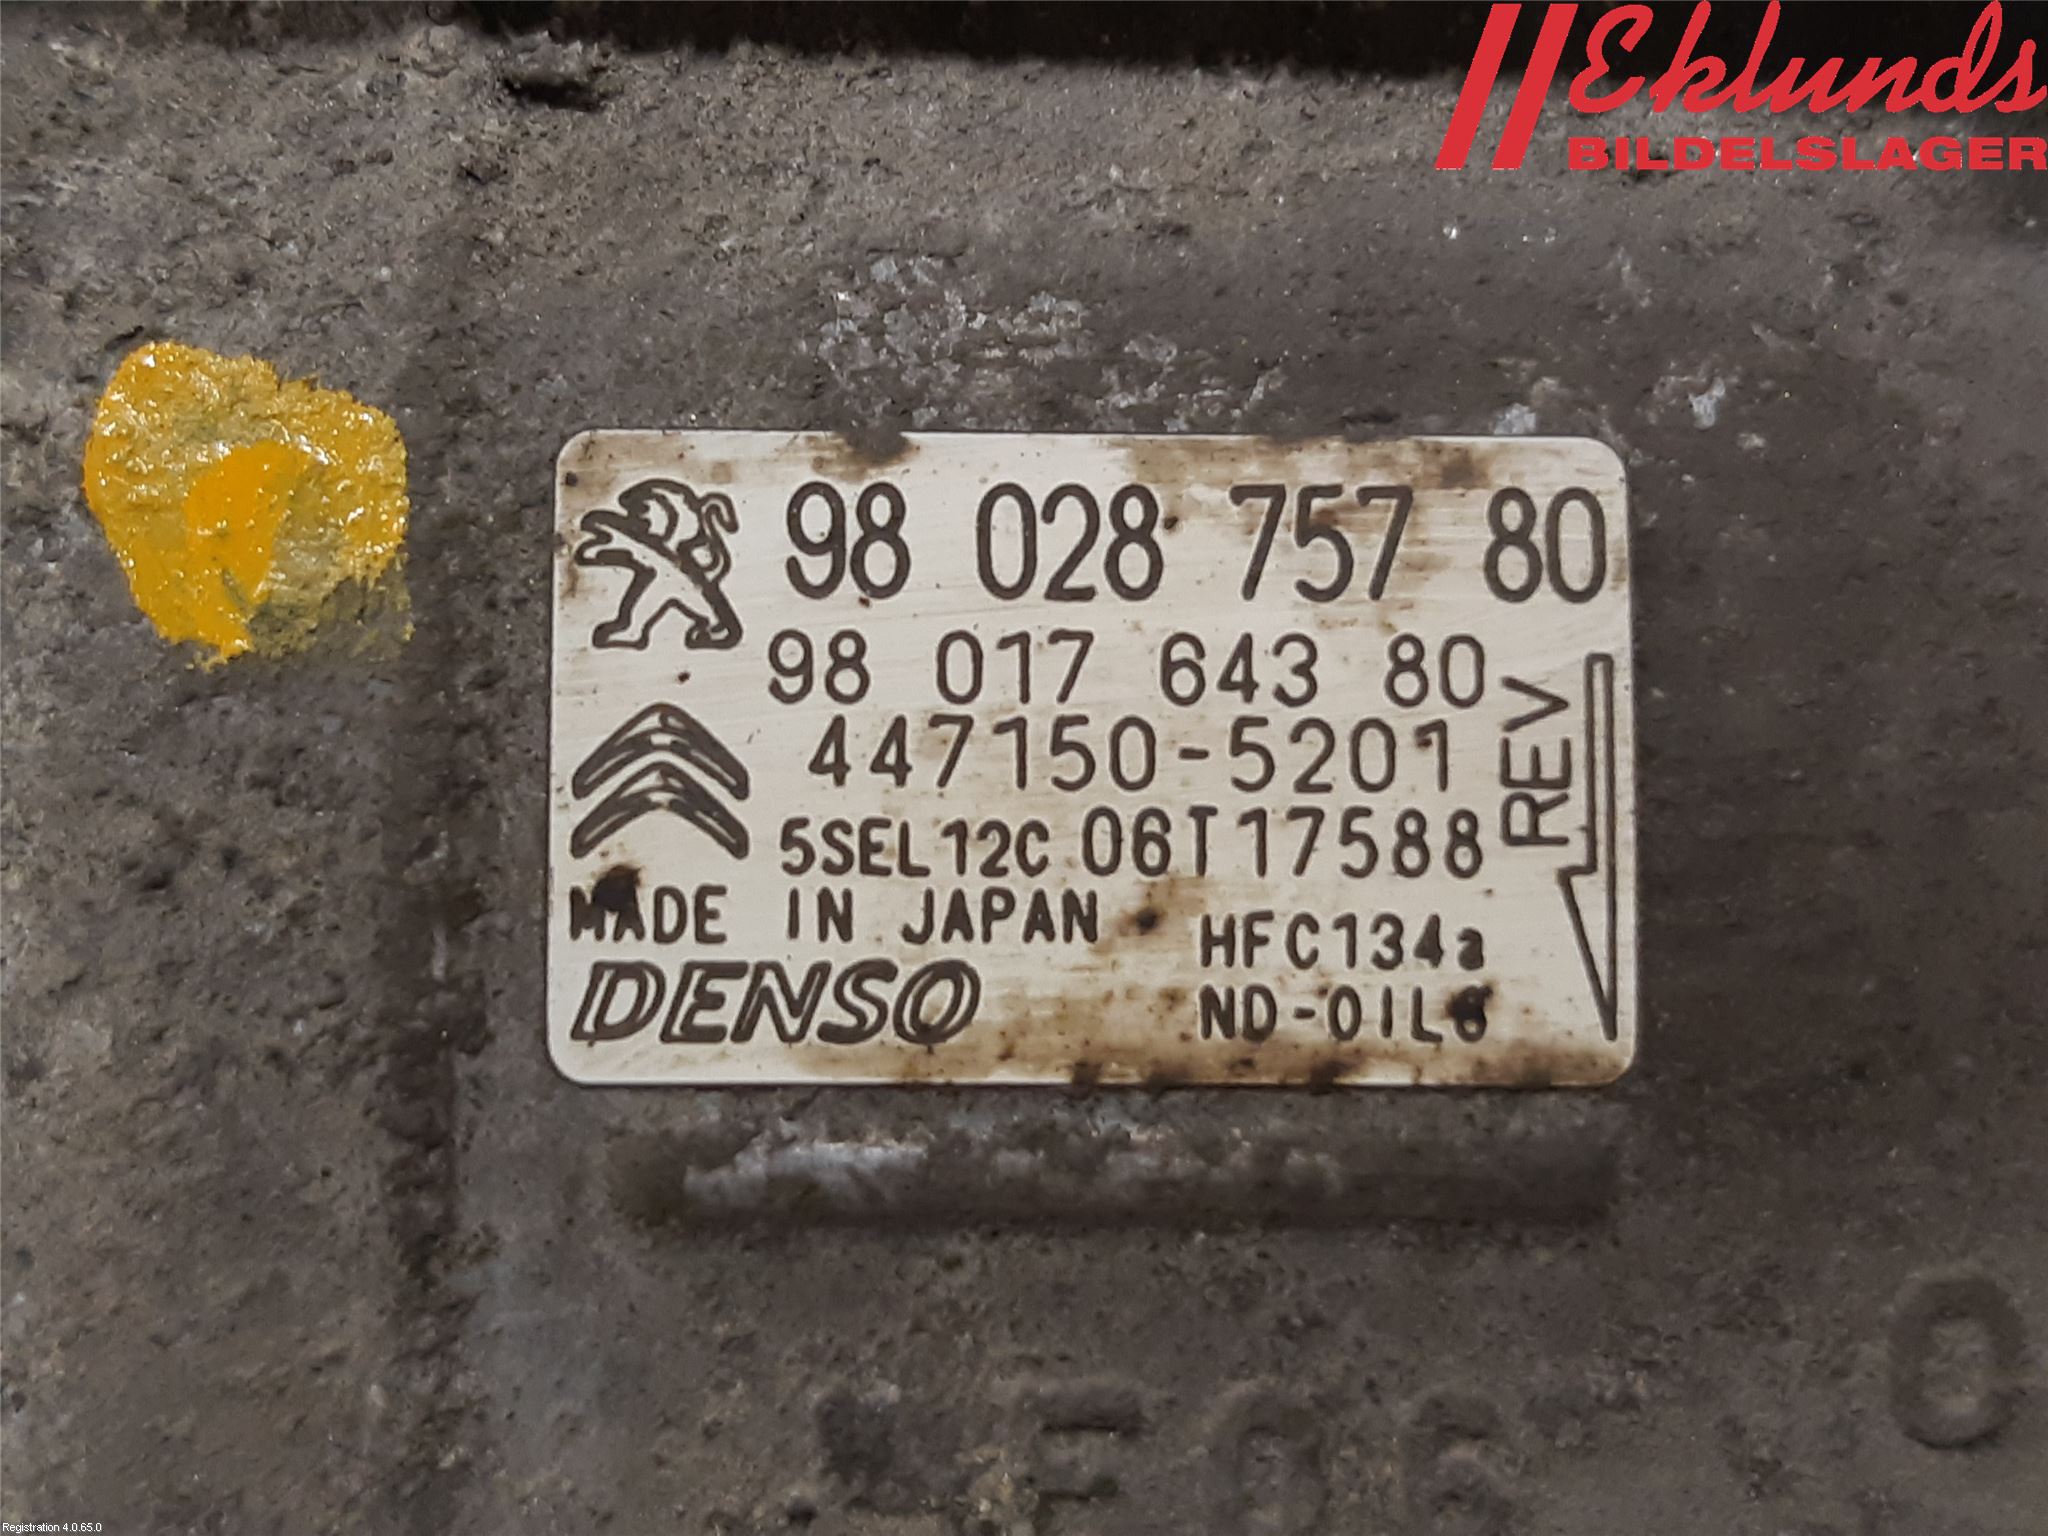 Eklunds
BILDELSLAGER
98 028 757 80
98 017 643 80
447150-5201
5SEL12C 06T17588
REV
MADE IN JAPAN
HFC134a
DENSO
ND-OIL8
Registration 4.0.65.0